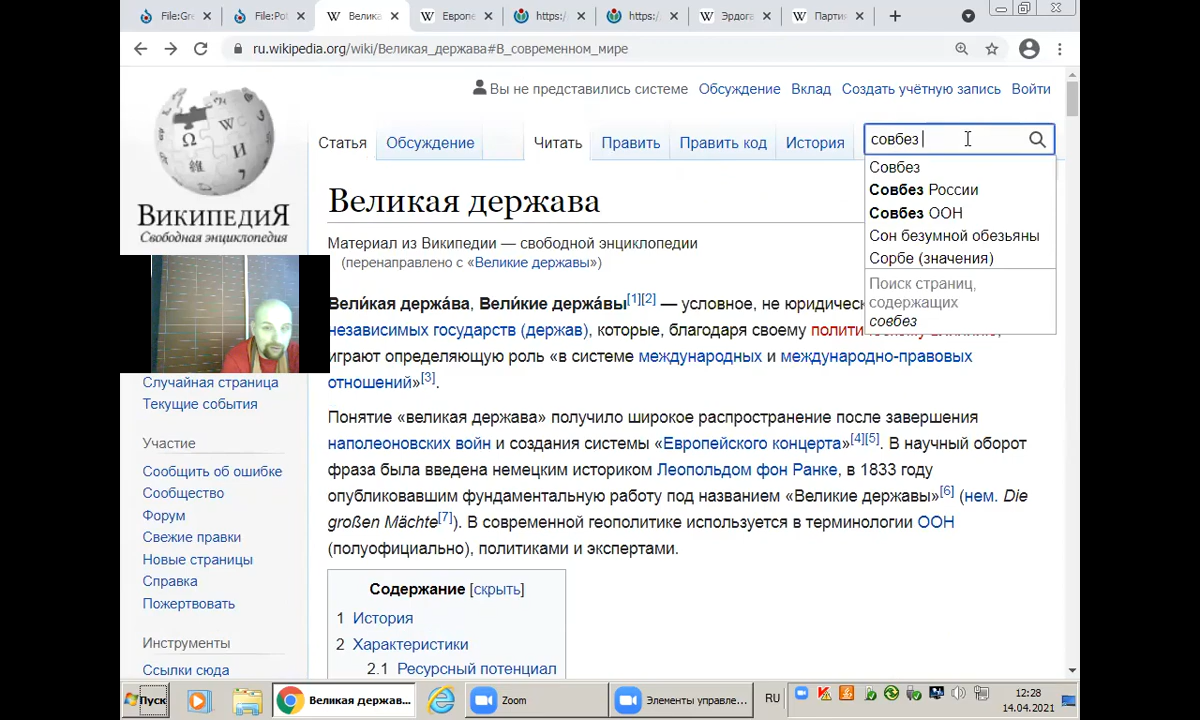 File:Gre
File:Pot
Велика
Европе
https:/
https:/
Эрдога
Партия
ru.wikipedia.org/wiki/Великая_держава#В_современном_мире
Вы не представились системе Обсуждение Вклад Создать учётную запись Войти
Статья Обсуждение Читать Править Править код История
совбез
Совбез
Совбез России
Совбез ООН
Сон безумной обезьяны
Сорбе (значения)
Поиск страниц,
содержащих
совбез
ВИКИПЕДИЯ
Свободная энциклопедия
Случайная страница
Текущие события
Участие
Сообщить об ошибке
Сообщество
Форум
Свежие правки
Новые страницы
Справка
Пожертвовать
Инструменты
Ссылки сюда
Великая держава
Материал из Википедии — свободной энциклопедии
(перенаправлено с «Великие державы»)
Вели́кая держа́ва, Вели́кие держа́вы[1][2] — условное, не юридическ
независимых государств (держав), которые, благодаря своему
играют определяющую роль «в системе международных и международно-правовых
отношений»[3].
Понятие «великая держава» получило широкое распространение после завершения
наполеоновских войн и создания системы «Европейского концерта»[4][5]. В научный оборот
фраза была введена немецким историком Леопольдом фон Ранке, в 1833 году
опубликовавшим фундаментальную работу под названием «Великие державы»[6] (нем. Die
großen Mächte[7]). В современной геополитике используется в терминологии ООН
(полуофициально), политиками и экспертами.
Содержание [скрыть]
1 История
2 Характеристики
2.1 Ресурсный потенциал
Пуск
Великая держав...
Zoom
Элементы управле...
RU
12:28
14.04.2021